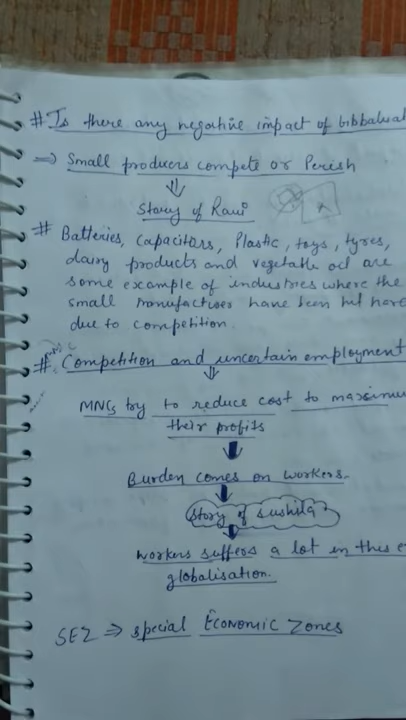 # Is there any negative impact of
=> Small producers compete or Perish
⇓
Story of Ravi
# Batteries, Capacitors, Plastic, toys, tyres,
dairy products and vegetable oil are
some example of industries where the
small manufactures have been hit hard
due to competition.
# Competition and uncertain employment
⇓
MNCs try to reduce cost to maximise
their profits
↓
Burden comes on workers.
↓
Story of Sushila
↓
workers suffers a lot in this
globalisation.
SEZ ⇒ special Economic Zones